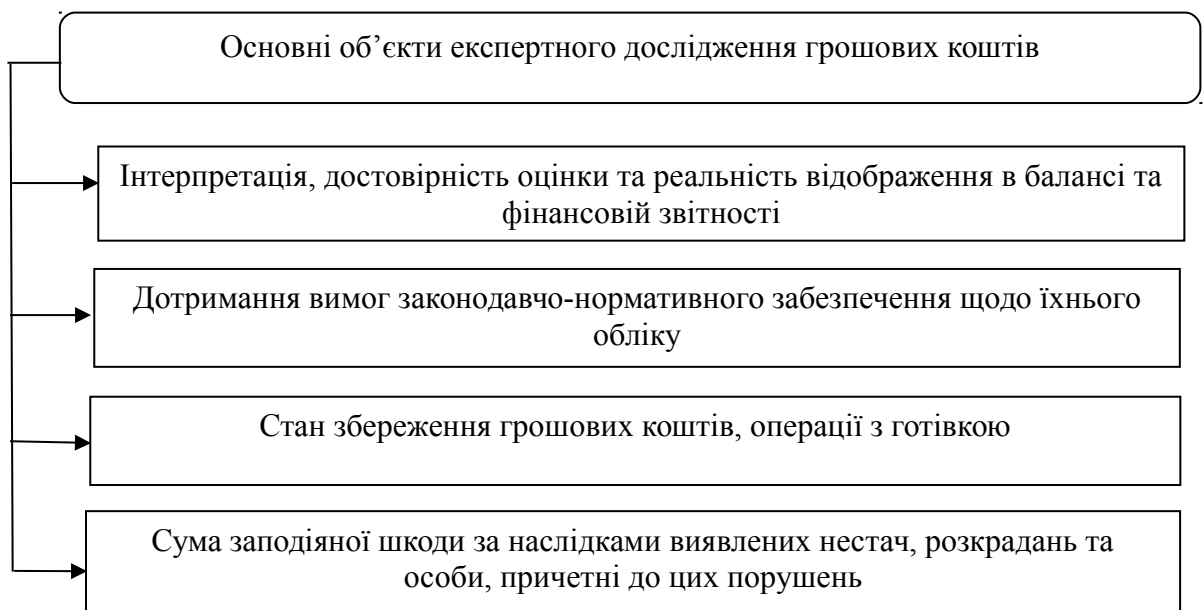 Основні об’єкти експертного дослідження грошових коштів
Інтерпретація, достовірність оцінки та реальність відображення в балансі та
фінансовій звітності
Дотримання вимог законодавчо-нормативного забезпечення щодо їхнього
обліку
Стан збереження грошових коштів, операції з готівкою
Сума заподіяної шкоди за наслідками виявлених нестач, розкрадань та
особи, причетні до цих порушень